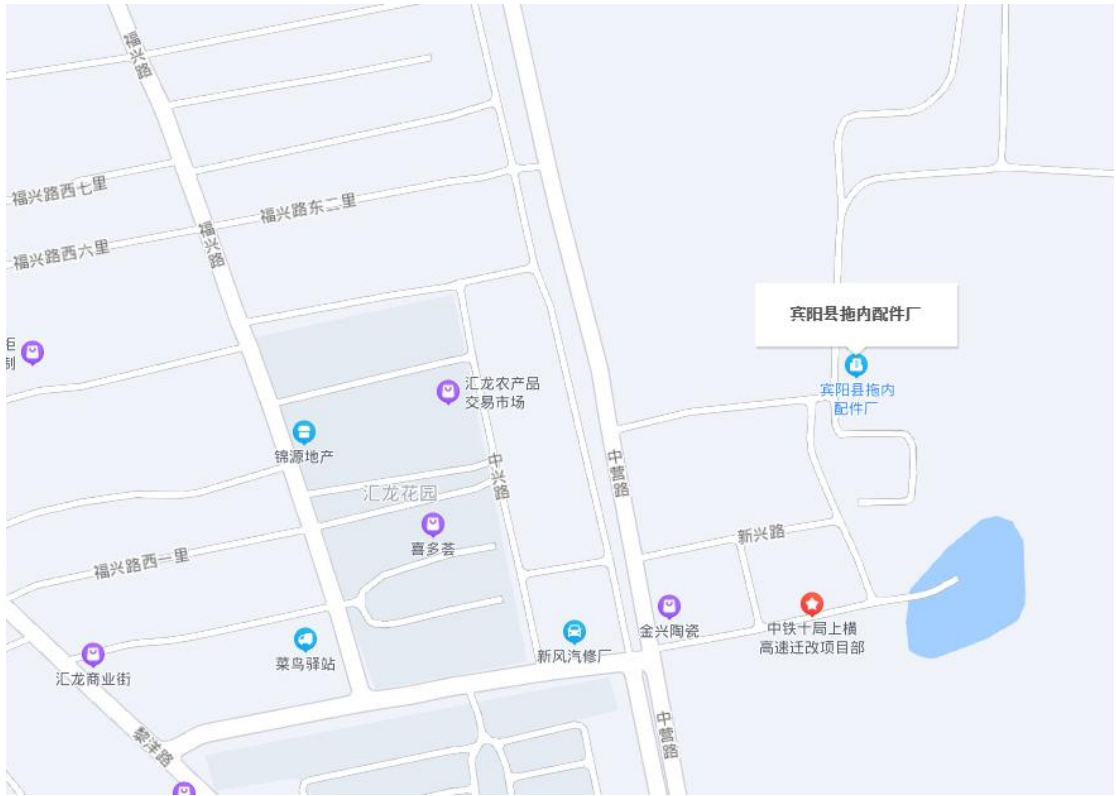 福兴路
福兴路西七里
福兴路东二里
福兴路
福兴路西六里
宾阳县拖内配件厂
制
汇龙农产品
交易市场
宾阳县拖内
配件厂
锦源地产
中兴路
中营路
汇龙花园
喜多荟
新兴路
福兴路西一里
金兴陶瓷
中铁十局上横
高速迁改项目部
新风汽修厂
菜鸟驿站
汇龙商业街
黎洋路
中营路